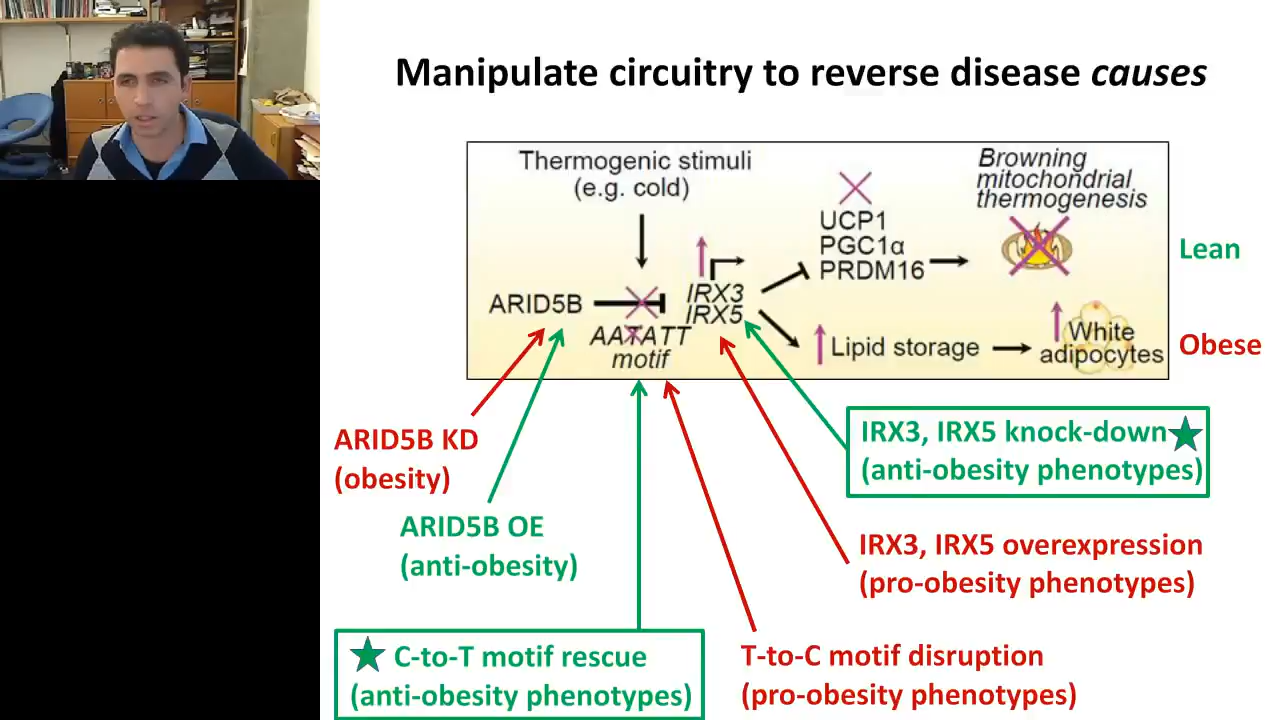 Manipulate circuitry to reverse disease causes
Thermogenic stimuli
(e.g. cold)
Browning
mitochondrial
thermogenesis
UCP1
PGC1α
PRDM16
Lean
ARID5B
IRX3
IRX5
AATATT
motif
Lipid storage
White
adipocytes
Obese
ARID5B KD
(obesity)
IRX3, IRX5 knock-down
(anti-obesity phenotypes)
ARID5B OE
(anti-obesity)
IRX3, IRX5 overexpression
(pro-obesity phenotypes)
C-to-T motif rescue
(anti-obesity phenotypes)
T-to-C motif disruption
(pro-obesity phenotypes)